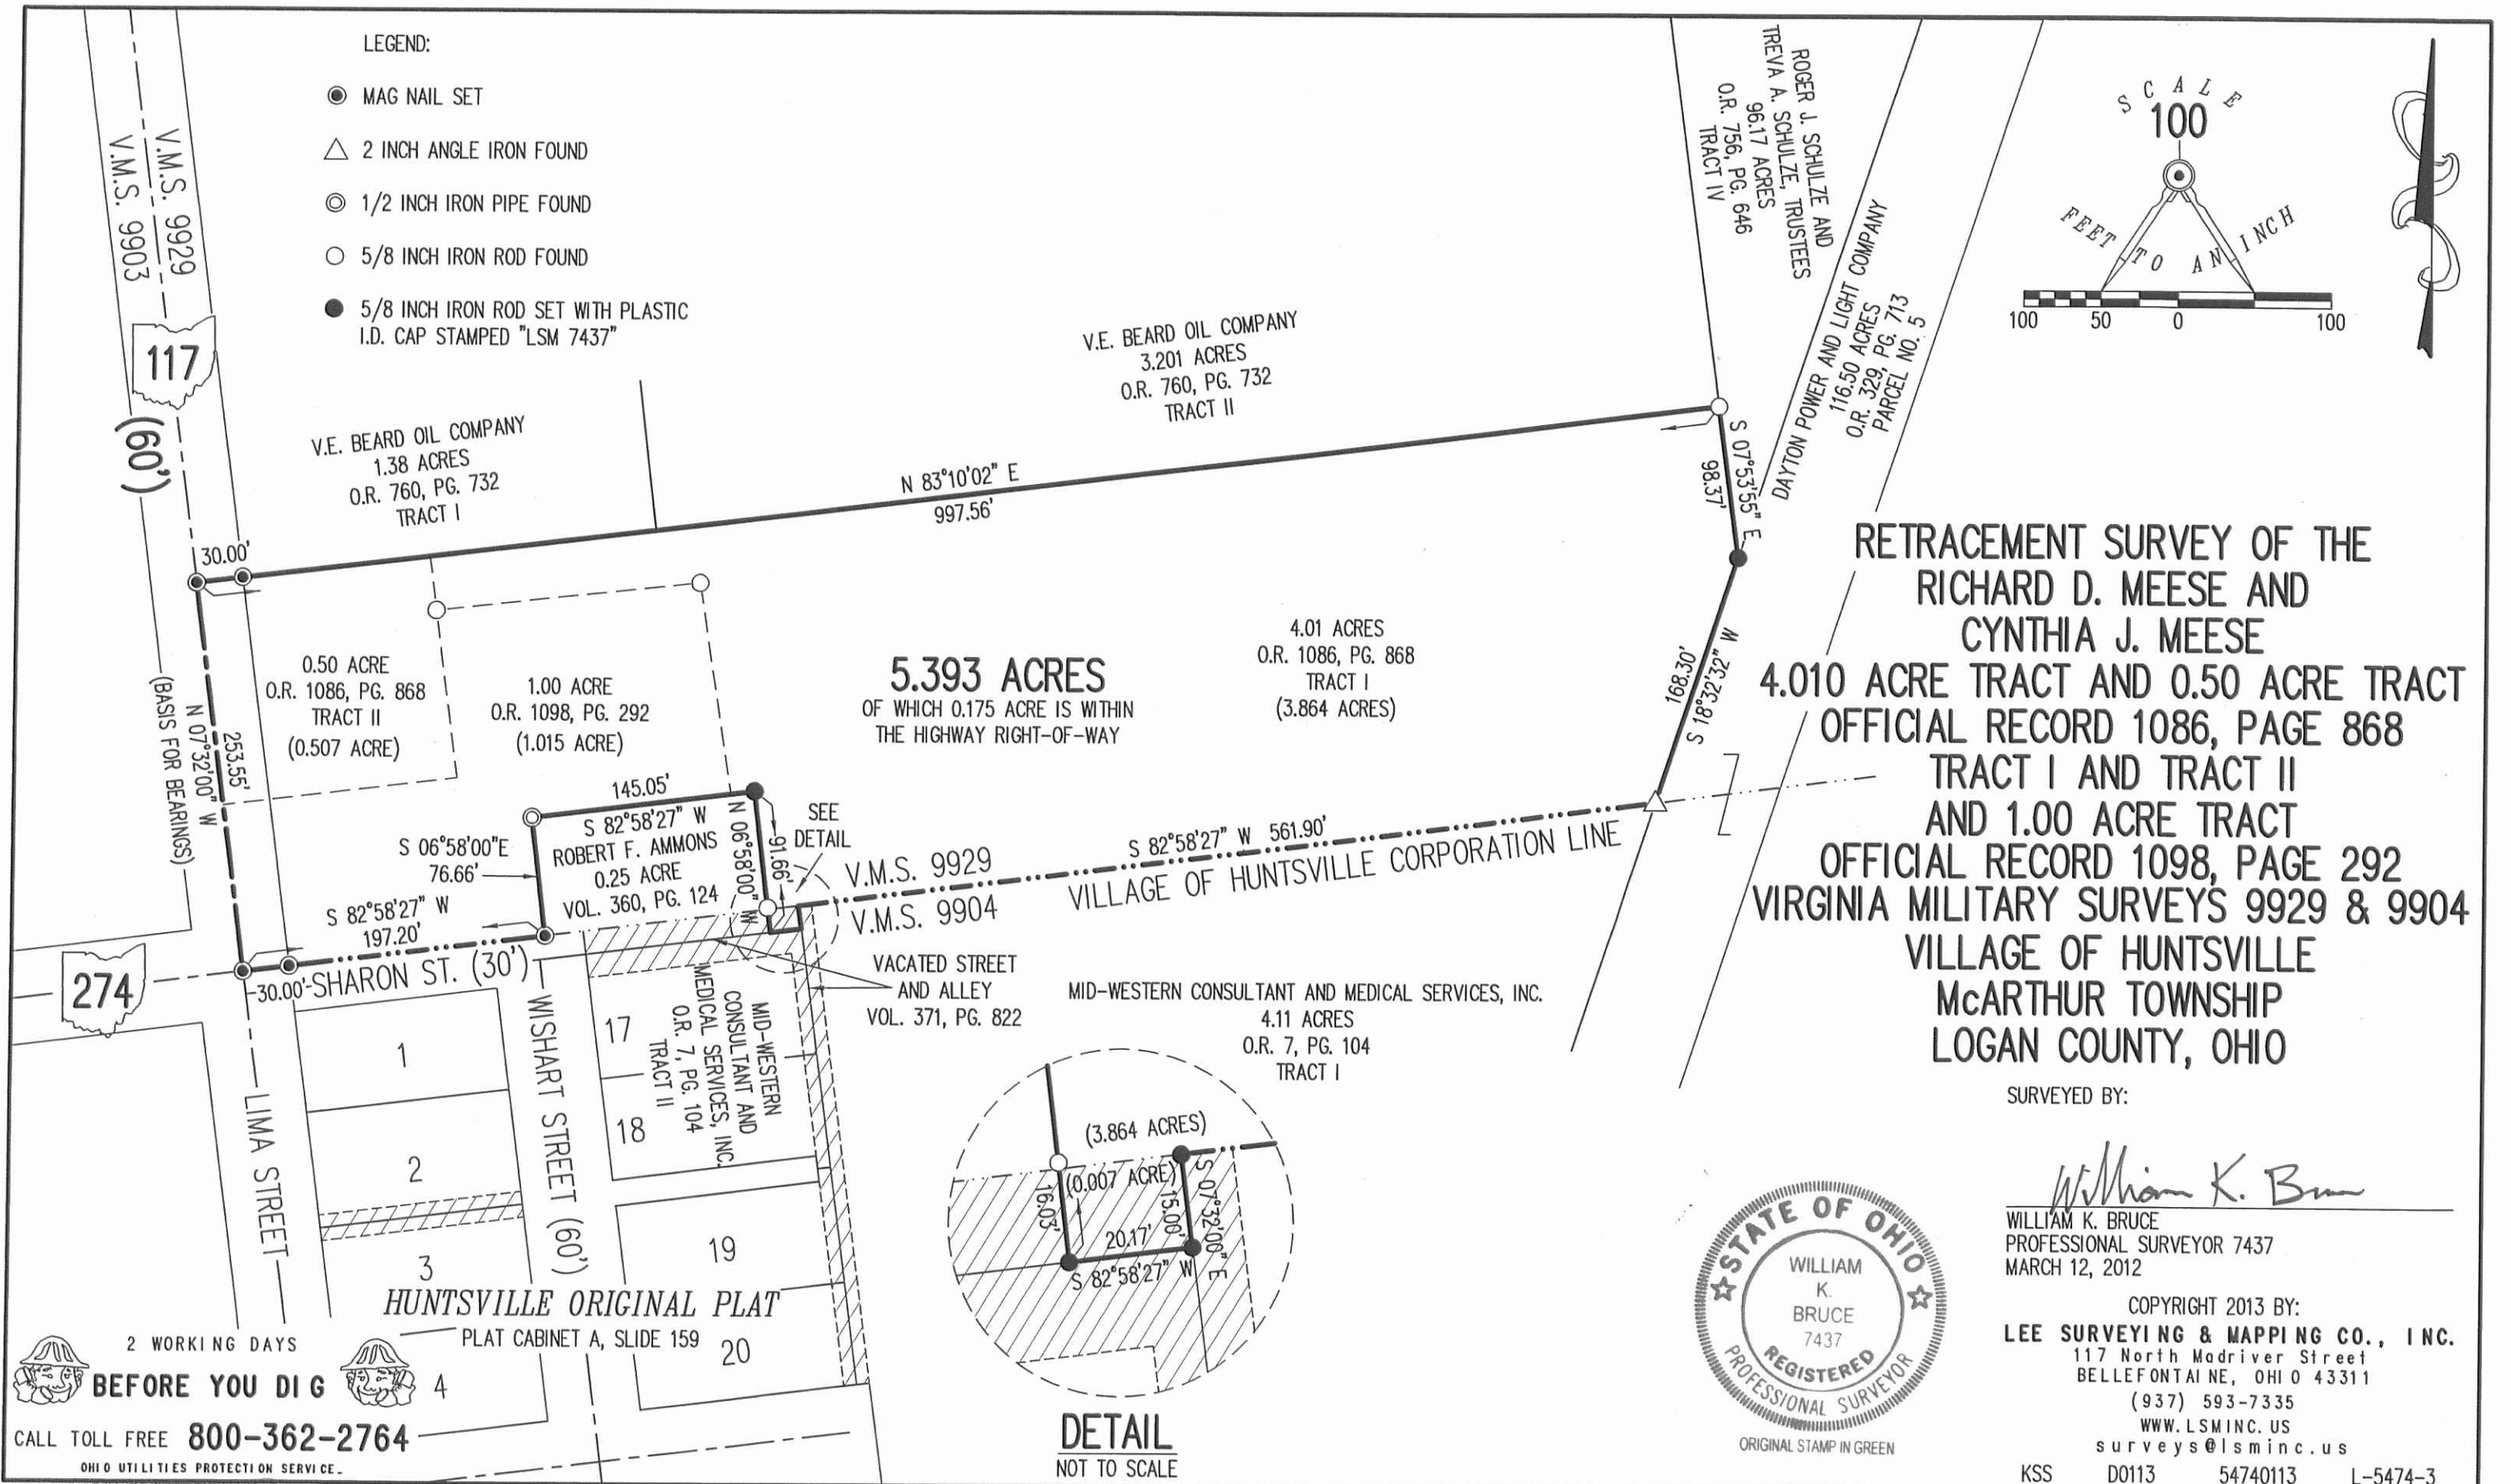 LEGEND:
MAG NAIL SET
2 INCH ANGLE IRON FOUND
1/2 INCH IRON PIPE FOUND
5/8 INCH IRON ROD FOUND
5/8 INCH IRON ROD SET WITH PLASTIC
I.D. CAP STAMPED "LSM 7437"
V.M.S. 9929
V.M.S. 9903
117
(60')
ROGER J. SCHULZE AND
TREVA A. SCHULZE, TRUSTEES
96.17 ACRES
O.R. 756, PG. 646
TRACT IV
DAYTON POWER AND LIGHT COMPANY
116.50 ACRES
O.R. 329, PG. 713
PARCEL NO. 5
SCALE
100
FEET TO AN INCH
100 50 0 100
V.E. BEARD OIL COMPANY
1.38 ACRES
O.R. 760, PG. 732
TRACT I
V.E. BEARD OIL COMPANY
3.201 ACRES
O.R. 760, PG. 732
TRACT II
N 83°10'02" E
997.56'
30.00'
S 07°53'55" E
98.37'
168.30'
S 18°32'32" W
(BASIS FOR BEARINGS)
N 07°32'00" W
253.55'
0.50 ACRE
O.R. 1086, PG. 868
TRACT II
(0.507 ACRE)
1.00 ACRE
O.R. 1098, PG. 292
(1.015 ACRE)
5.393 ACRES
OF WHICH 0.175 ACRE IS WITHIN
THE HIGHWAY RIGHT-OF-WAY
4.01 ACRES
O.R. 1086, PG. 868
TRACT I
(3.864 ACRES)
145.05'
S 82°58'27" W
ROBERT F. AMMONS
0.25 ACRE
VOL. 360, PG. 124
N 06°58'00" W
91.66'
SEE
DETAIL
S 06°58'00"E
76.66'
S 82°58'27" W
197.20'
V.M.S. 9929
V.M.S. 9904
S 82°58'27" W 561.90'
VILLAGE OF HUNTSVILLE CORPORATION LINE
274
30.00'
SHARON ST. (30')
VACATED STREET
AND ALLEY
VOL. 371, PG. 822
MID-WESTERN CONSULTANT AND MEDICAL SERVICES, INC.
4.11 ACRES
O.R. 7, PG. 104
TRACT I
MID-WESTERN
CONSULTANT AND
MEDICAL SERVICES, INC.
O.R. 7, PG. 104
TRACT II
LIMA STREET
WISHART STREET (60')
1
2
3
4
17
18
19
20
HUNTSVILLE ORIGINAL PLAT
PLAT CABINET A, SLIDE 159
(3.864 ACRES)
(0.007 ACRE)
16.03'
15.00'
S 07°32'00" E
20.17'
S 82°58'27" W
DETAIL
NOT TO SCALE
2 WORKING DAYS
BEFORE YOU DIG
CALL TOLL FREE 800-362-2764
OHIO UTILITIES PROTECTION SERVICE.
RETRACEMENT SURVEY OF THE
RICHARD D. MEESE AND
CYNTHIA J. MEESE
4.010 ACRE TRACT AND 0.50 ACRE TRACT
OFFICIAL RECORD 1086, PAGE 868
TRACT I AND TRACT II
AND 1.00 ACRE TRACT
OFFICIAL RECORD 1098, PAGE 292
VIRGINIA MILITARY SURVEYS 9929 & 9904
VILLAGE OF HUNTSVILLE
McARTHUR TOWNSHIP
LOGAN COUNTY, OHIO
SURVEYED BY:
William K. Bruce
WILLIAM K. BRUCE
PROFESSIONAL SURVEYOR 7437
MARCH 12, 2012
STATE OF OHIO
WILLIAM
K.
BRUCE
7437
REGISTERED
PROFESSIONAL SURVEYOR
ORIGINAL STAMP IN GREEN
COPYRIGHT 2013 BY:
LEE SURVEYING & MAPPING CO., INC.
117 North Madriver Street
BELLEFONTAINE, OHIO 43311
(937) 593-7335
WWW.LSMINC.US
surveys@lsminc.us
KSS D0113 54740113 L-5474-3